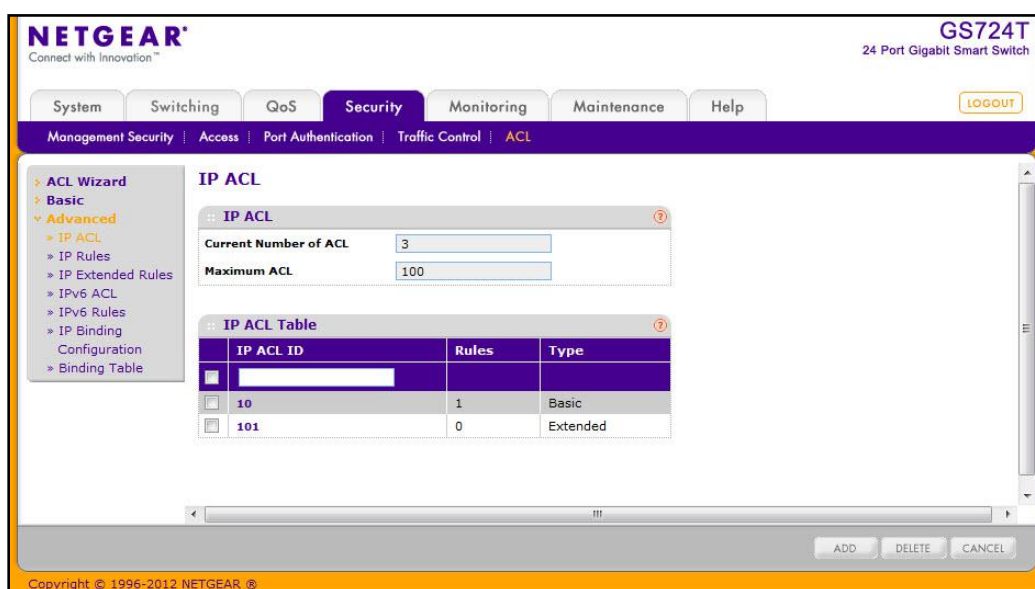 NETGEAR®
Connect with Innovation™
GS724T
24 Port Gigabit Smart Switch
System Switching QoS Security Monitoring Maintenance Help LOGOUT
Management Security Access Port Authentication Traffic Control ACL
ACL Wizard
Basic
Advanced
» IP ACL
» IP Rules
» IP Extended Rules
» IPv6 ACL
» IPv6 Rules
» IP Binding
Configuration
» Binding Table
IP ACL
IP ACL
Current Number of ACL 3
Maximum ACL 100
IP ACL Table
IP ACL ID Rules Type
10 1 Basic
101 0 Extended
ADD DELETE CANCEL
Copyright © 1996-2012 NETGEAR ®